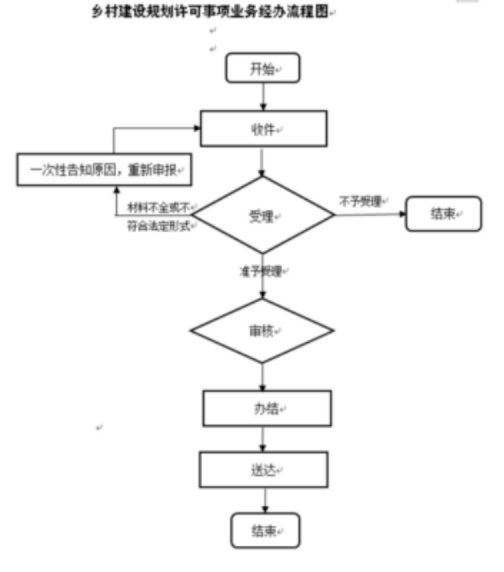 乡村建设规划许可事项业务经办流程图
开始
收件
一次性告知原因，重新申报
材料不全或不
符合法定形式
受理
不予受理
结束
准予受理
审核
办结
送达
结束